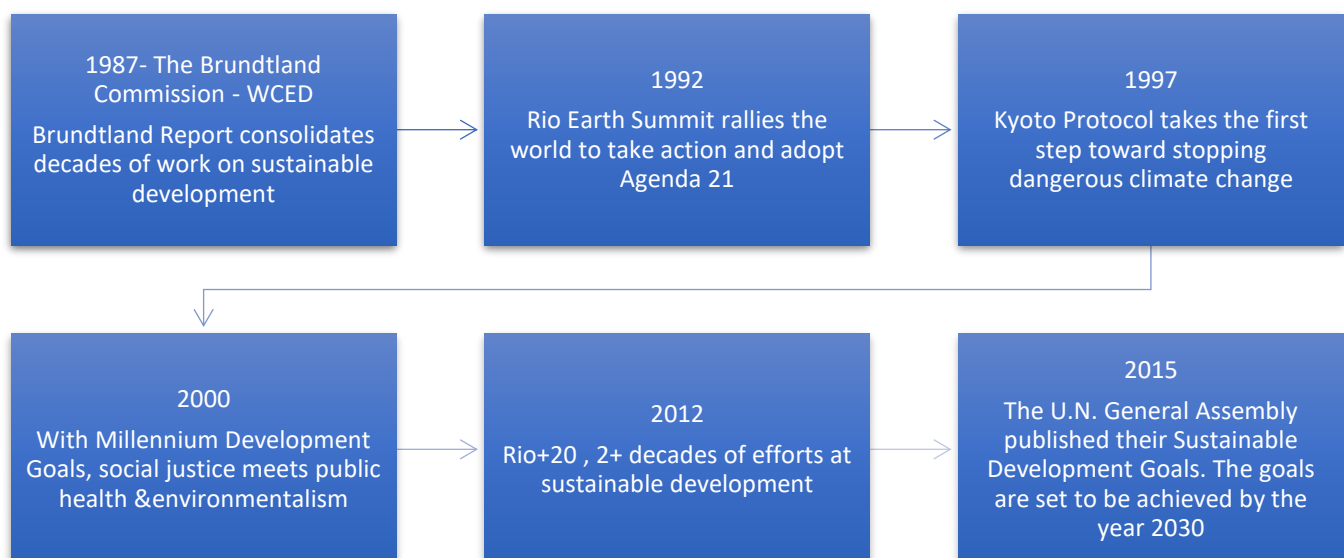 1987- The Brundtland
Commission - WCED
Brundtland Report consolidates
decades of work on sustainable
development
1992
Rio Earth Summit rallies the
world to take action and adopt
Agenda 21
1997
Kyoto Protocol takes the first
step toward stopping
dangerous climate change
2000
With Millennium Development
Goals, social justice meets public
health &environmentalism
2012
Rio+20 , 2+ decades of efforts at
sustainable development
2015
The U.N. General Assembly
published their Sustainable
Development Goals. The goals
are set to be achieved by the
year 2030